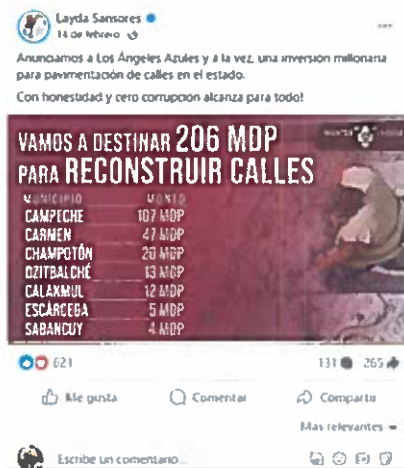 Layda Sansores
14 de febrero
Anunciamos a Los Ángeles Azules y a la vez, una inversión millonaria
para pavimentación de calles en el estado.
Con honestidad y cero corrupción alcanza para todo!
VAMOS A DESTINAR 206 MDP
PARA RECONSTRUIR CALLES
MUNICIPIO MONTO
CAMPECHE 107 MDP
CARMEN 47 MDP
CHAMPOTÓN 20 MDP
DZITBALCHÉ 13 MDP
CALAKMUL 12 MDP
ESCÁRCEGA 5 MDP
SABANCUY 4 MDP
621 131 265
Me gusta Comentar Compartir
Más relevantes
Escribe un comentario...